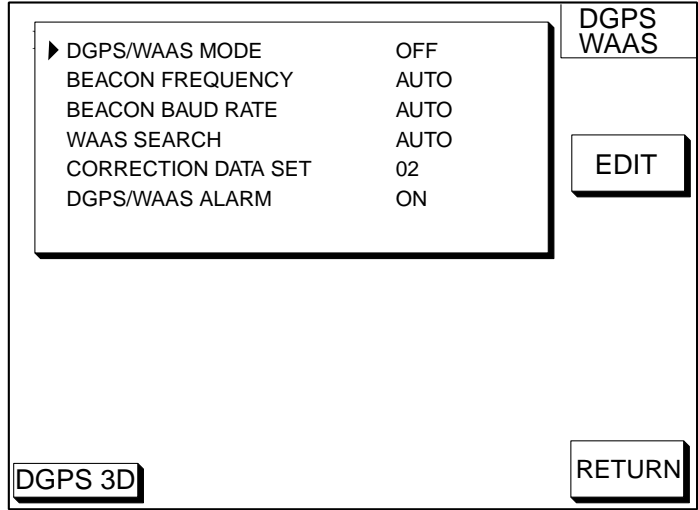 DGPS
WAAS
DGPS/WAAS MODE OFF
BEACON FREQUENCY AUTO
BEACON BAUD RATE AUTO
WAAS SEARCH AUTO
CORRECTION DATA SET 02
DGPS/WAAS ALARM ON
EDIT
DGPS 3D
RETURN